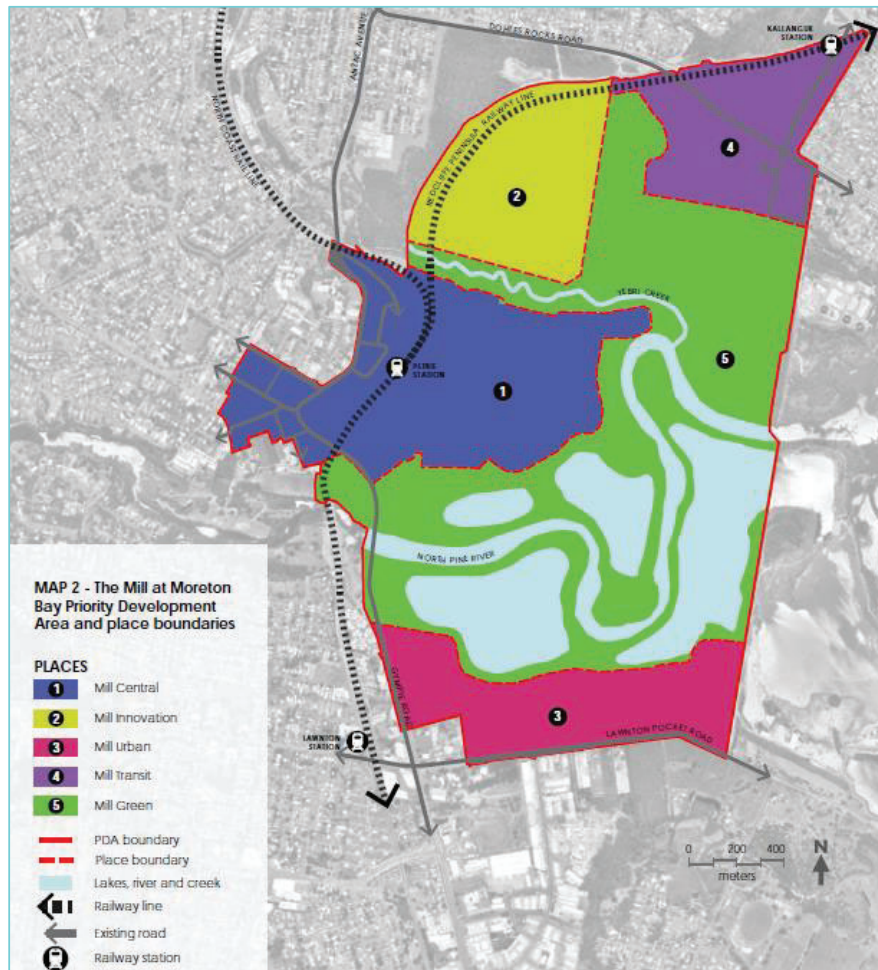 KALLANGUR
STATION
DOHLES ROCKS ROAD
ANZAC AVENUE
NORTH COAST RAIL LINE
REDCLIFFE PENINSULA RAILWAY LINE
4
2
YEBRI CREEK
5
PETRIE
STATION
1
NORTH PINE RIVER
MAP 2 - The Mill at Moreton
Bay Priority Development
Area and place boundaries
PLACES
1 Mill Central
2 Mill Innovation
3 Mill Urban
4 Mill Transit
5 Mill Green
PDA boundary
Place boundary
Lakes, river and creek
Railway line
Existing road
Railway station
GYMPIE ROAD
3
LAWNTON
STATION
LAWNTON POCKET ROAD
0 200 400
meters
N